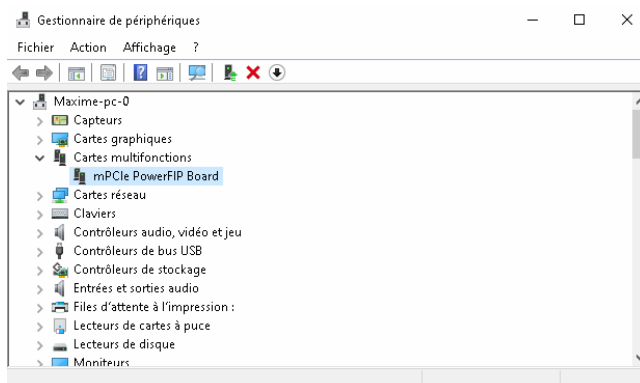 Gestionnaire de périphériques
Fichier Action Affichage ?
Maxime-pc-0
Capteurs
Cartes graphiques
Cartes multifonctions
mPCIe PowerFIP Board
Cartes réseau
Claviers
Contrôleurs audio, vidéo et jeu
Contrôleurs de bus USB
Contrôleurs de stockage
Entrées et sorties audio
Files d'attente à l'impression :
Lecteurs de cartes à puce
Lecteurs de disque
Moniteurs